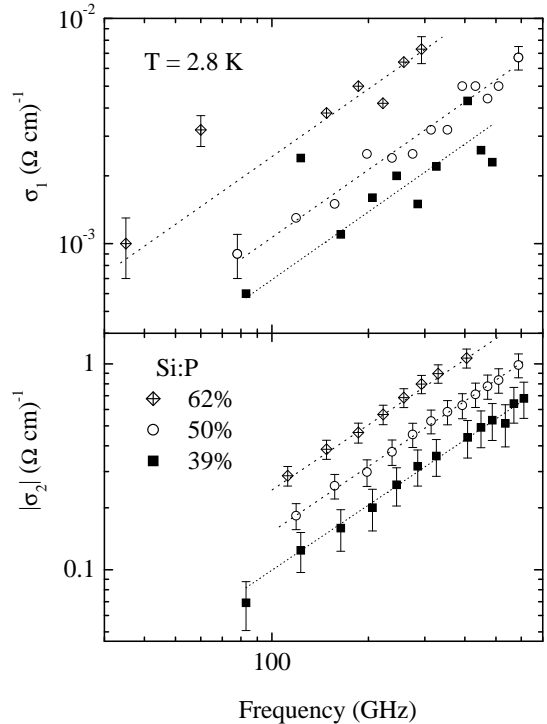 10⁻²
T = 2.8 K
σ₁ (Ω cm)⁻¹
10⁻³
1
Si:P
62%
50%
39%
|σ₂| (Ω cm)⁻¹
0.1
100
Frequency (GHz)